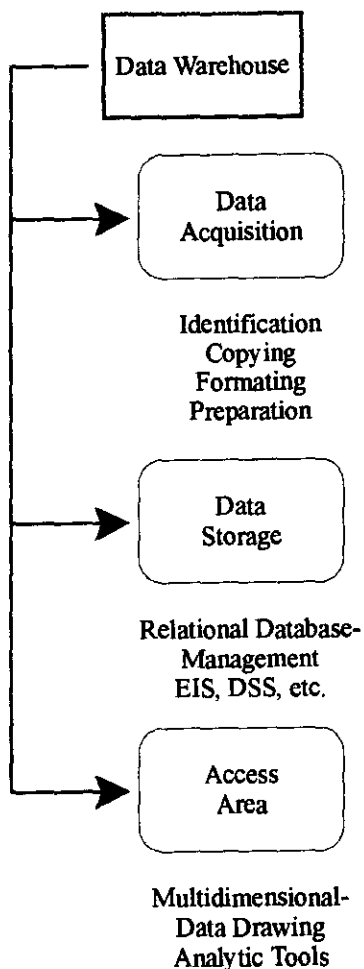 Data Warehouse
Data
Acquisition
Identification
Copying
Formating
Preparation
Data
Storage
Relational Database-
Management
EIS, DSS, etc.
Access
Area
Multidimensional-
Data Drawing
Analytic Tools